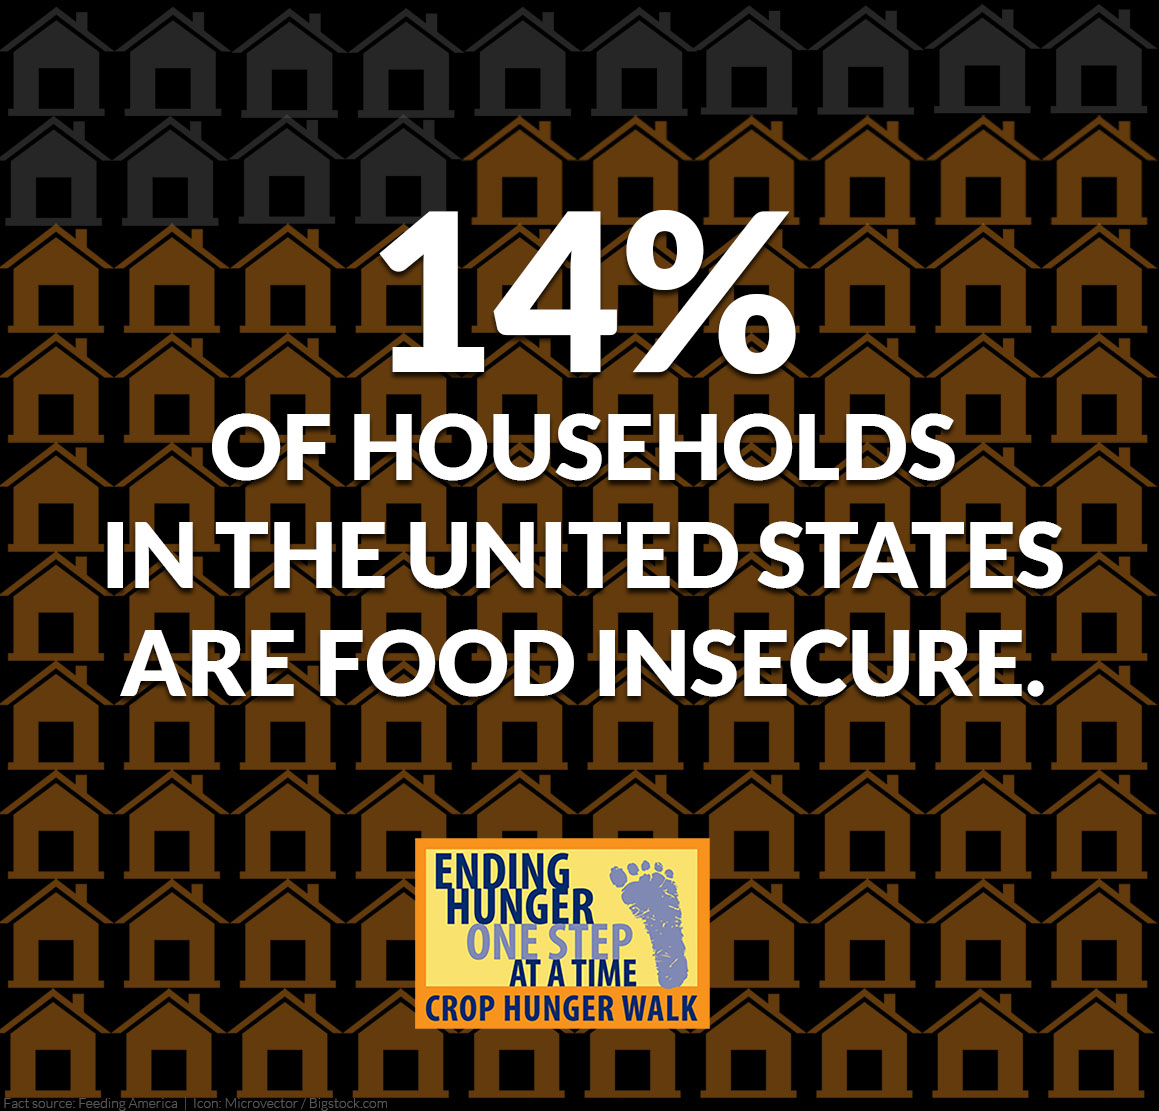 14%
OF HOUSEHOLDS
IN THE UNITED STATES
ARE FOOD INSECURE.
ENDING
HUNGER
ONE STEP
AT A TIME
CROP HUNGER WALK
Fact source: Feeding America | Icon: Microvector / Bigstock.com